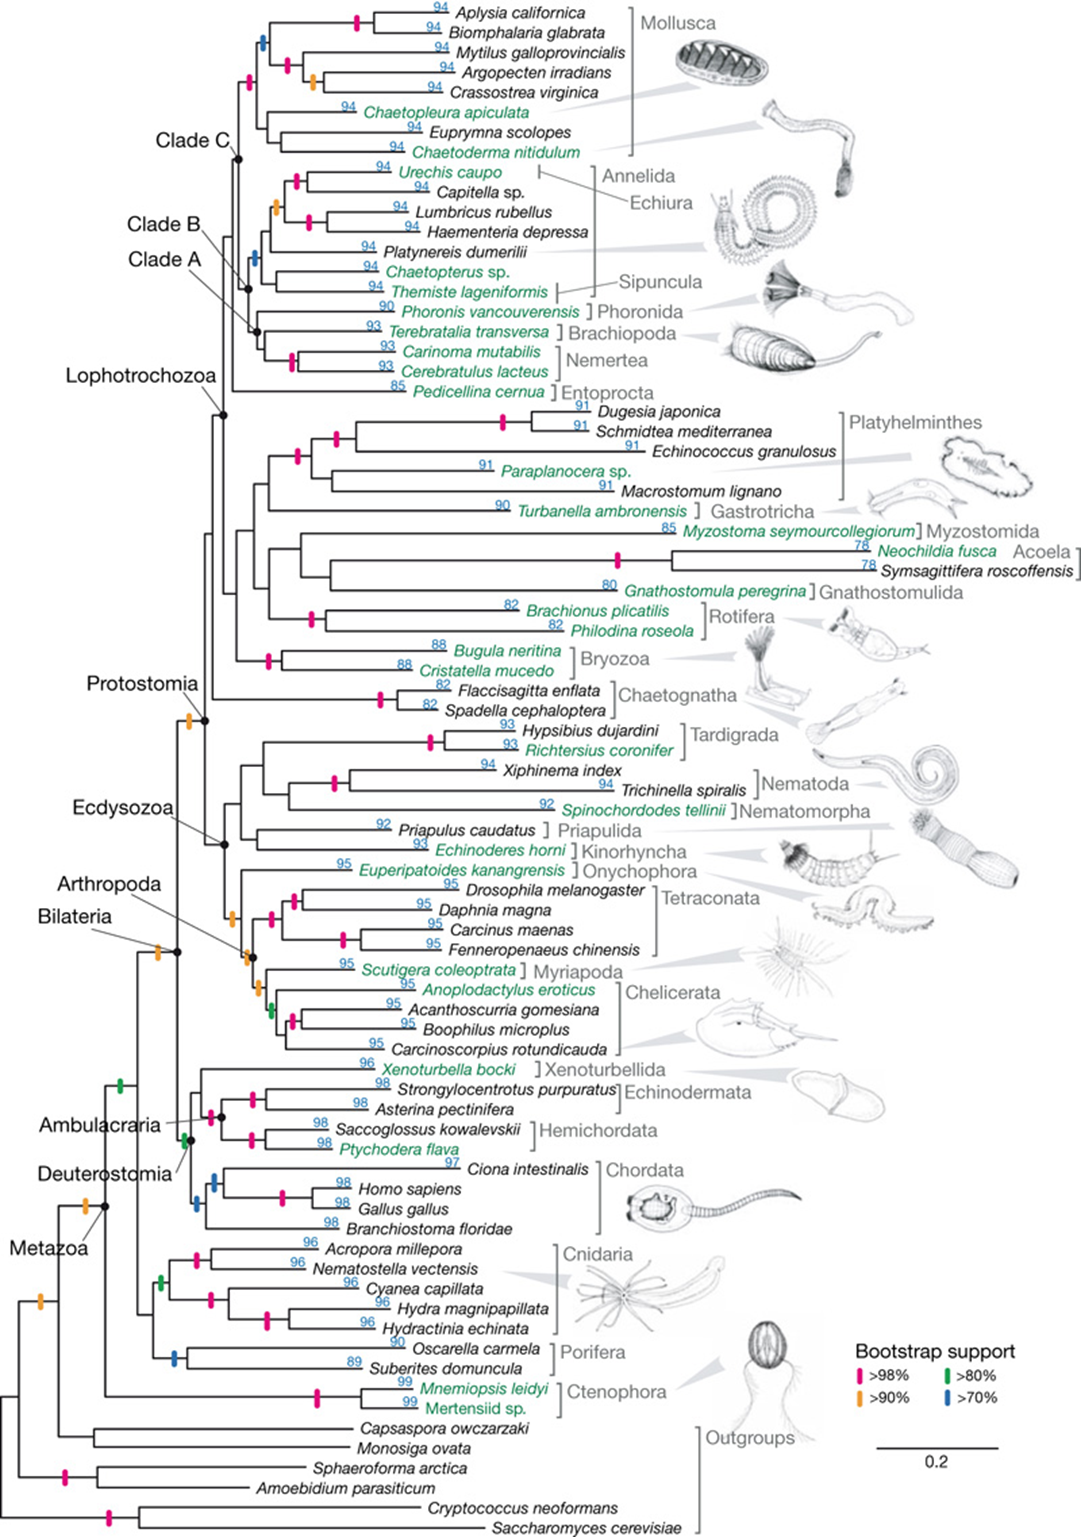 94 Aplysia californica
94 Biomphalaria glabrata
Mollusca
94 Mytilus galloprovincialis
94 Argopecten irradians
94 Crassostrea virginica
94 Chaetopleura apiculata
94 Euprymna scolopes
Clade C
94 Chaetoderma nitidulum
94 Urechis caupo
Annelida
94 Capitella sp.
Echiura
94 Lumbricus rubellus
Clade B
94 Haementeria depressa
94 Platynereis dumerilii
Clade A
94 Chaetopterus sp.
Sipuncula
94 Themiste lageniformis
90 Phoronis vancouverensis Phoronida
93 Terebratalia transversa Brachiopoda
93 Carinoma mutabilis
Nemertea
93 Cerebratulus lacteus
Lophotrochozoa
85 Pedicellina cernua Entoprocta
91 Dugesia japonica
Platyhelminthes
91 Schmidtea mediterranea
91 Echinococcus granulosus
91 Paraplanocera sp.
91 Macrostomum lignano
90 Turbanella ambronensis Gastrotricha
85 Myzostoma seymourcollegiorum Myzostomida
78 Neochildia fusca Acoela
78 Symsagittifera roscoffensis
80 Gnathostomula peregrina Gnathostomulida
82 Brachionus plicatilis
Rotifera
82 Philodina roseola
88 Bugula neritina
Bryozoa
88 Cristatella mucedo
Protostomia
82 Flaccisagitta enflata
Chaetognatha
82 Spadella cephaloptera
93 Hypsibius dujardini
Tardigrada
93 Richtersius coronifer
94 Xiphinema index
Nematoda
94 Trichinella spiralis
Ecdysozoa
92 Spinochordodes tellinii Nematomorpha
92 Priapulus caudatus Priapulida
93 Echinoderes horni Kinorhyncha
95 Euperipatoides kanangrensis Onychophora
Arthropoda
95 Drosophila melanogaster
Tetraconata
95 Daphnia magna
Bilateria
95 Carcinus maenas
95 Fenneropenaeus chinensis
95 Scutigera coleoptrata Myriapoda
95 Anoplodactylus eroticus
Chelicerata
95 Acanthoscurria gomesiana
95 Boophilus microplus
95 Carcinoscorpius rotundicauda
96 Xenoturbella bocki Xenoturbellida
98 Strongylocentrotus purpuratus
Echinodermata
98 Asterina pectinifera
Ambulacraria
98 Saccoglossus kowalevskii
Hemichordata
98 Ptychodera flava
Deuterostomia
97 Ciona intestinalis
Chordata
98 Homo sapiens
98 Gallus gallus
98 Branchiostoma floridae
Metazoa
96 Acropora millepora
Cnidaria
96 Nematostella vectensis
96 Cyanea capillata
96 Hydra magnipapillata
96 Hydractinia echinata
90 Oscarella carmela
Porifera
89 Suberites domuncula
99 Mnemiopsis leidyi
Ctenophora
99 Mertensiid sp.
Bootstrap support
>98% >80%
>90% >70%
Capsaspora owczarzaki
Outgroups
Monosiga ovata
0.2
Sphaeroforma arctica
Amoebidium parasiticum
Cryptococcus neoformans
Saccharomyces cerevisiae